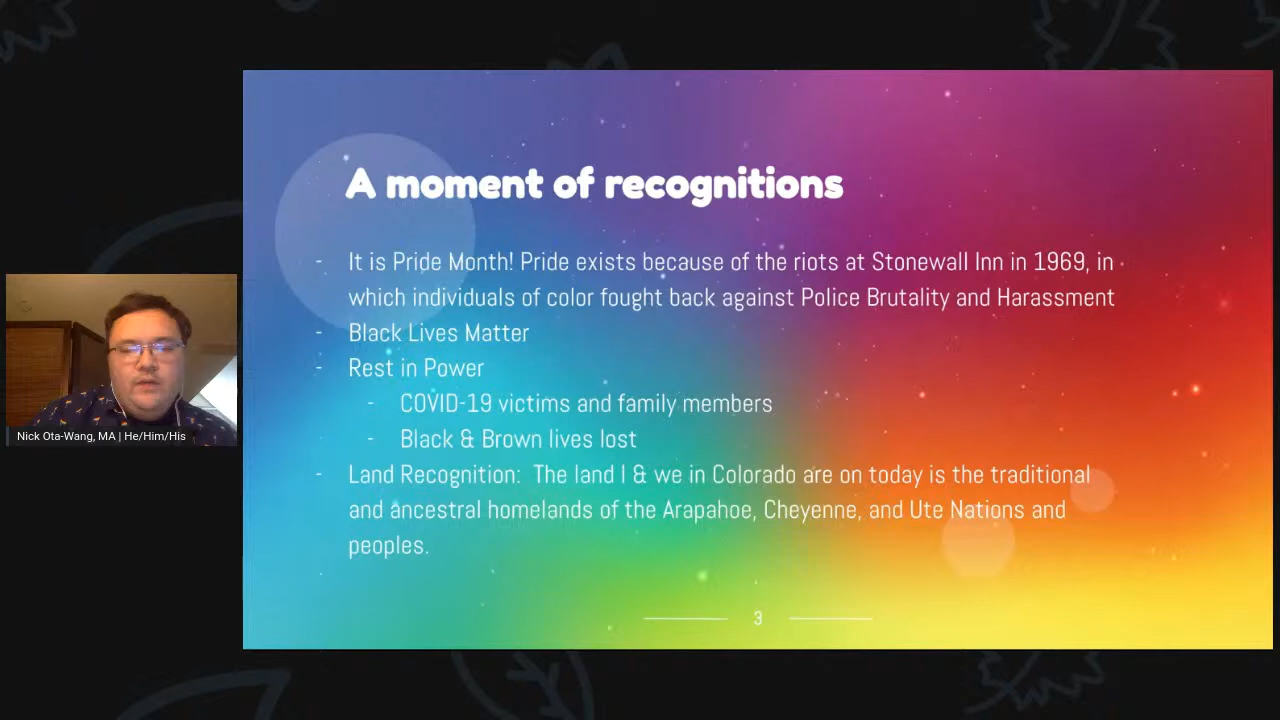 A moment of recognitions
- It is Pride Month! Pride exists because of the riots at Stonewall Inn in 1969, in
which individuals of color fought back against Police Brutality and Harassment
- Black Lives Matter
- Rest in Power
- COVID-19 victims and family members
- Black & Brown lives lost
- Land Recognition:  The land I & we in Colorado are on today is the traditional
and ancestral homelands of the Arapahoe, Cheyenne, and Ute Nations and
peoples.
3
Nick Ota-Wang, MA | He/Him/His